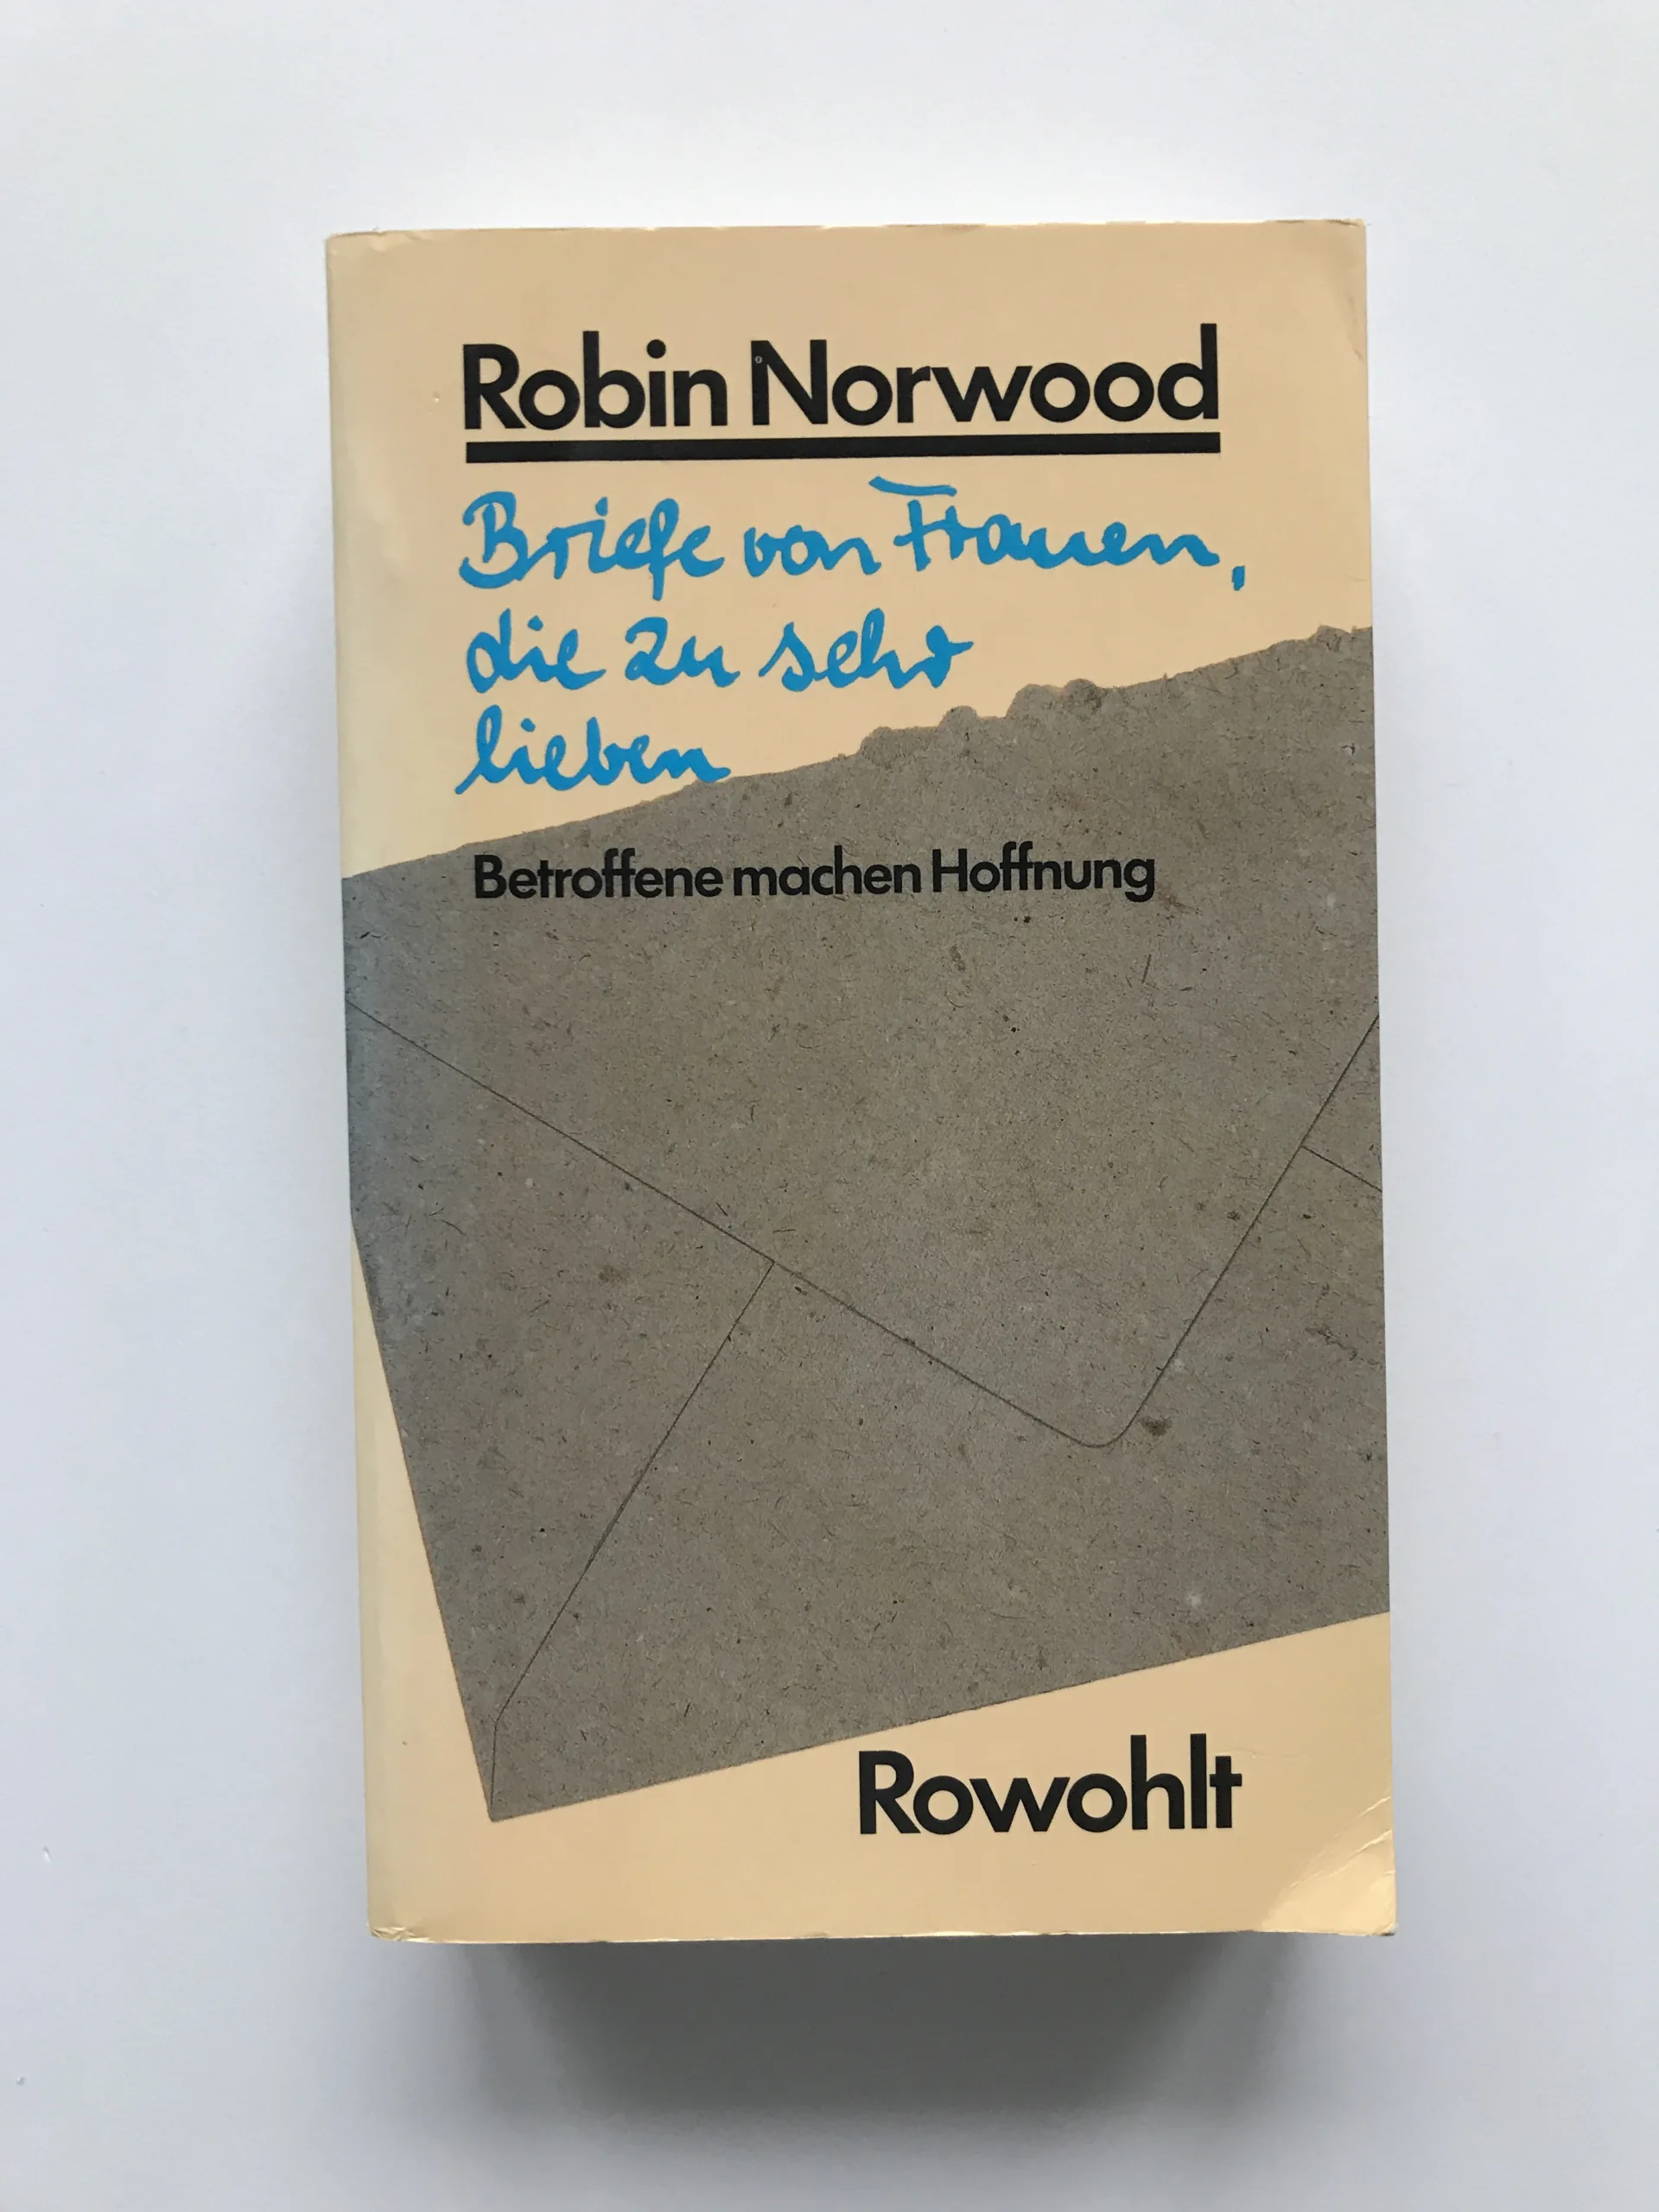 Robin Norwood
Briefe von Frauen,
die zu sehr
lieben
Betroffene machen Hoffnung
Rowohlt